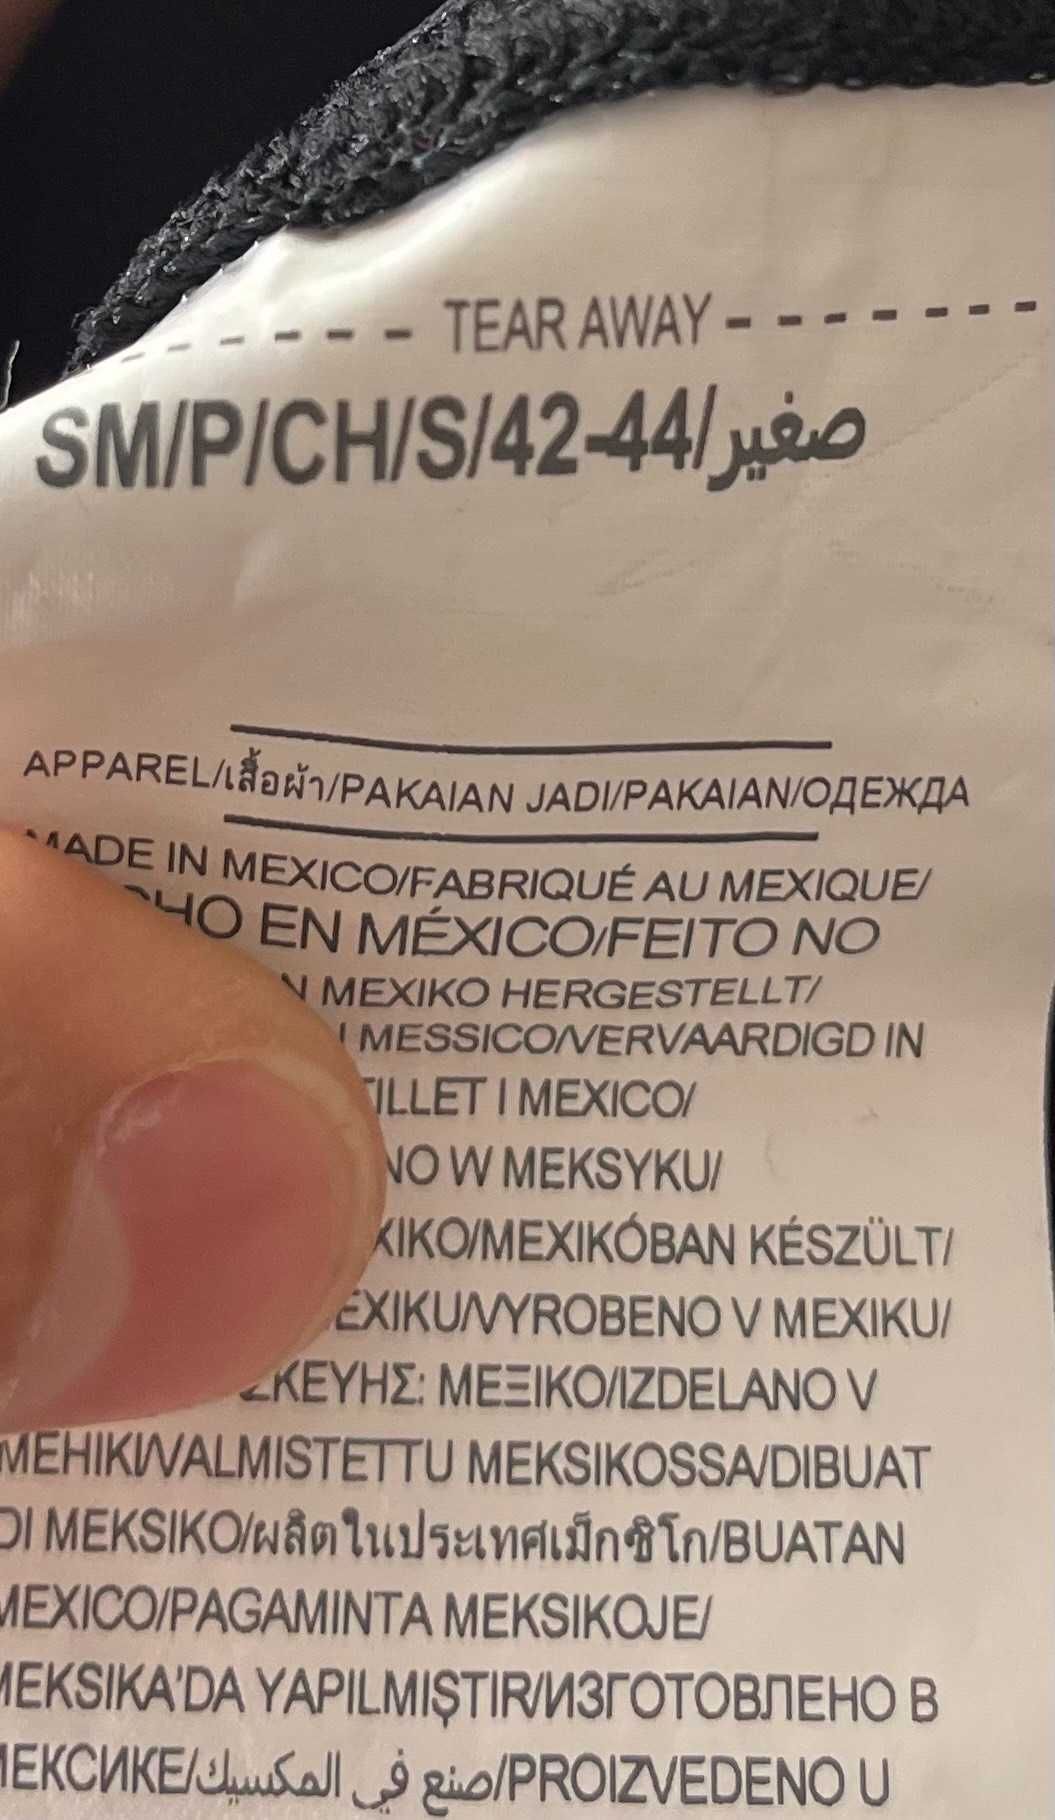 TEAR AWAY
SM/P/CH/S/42-44/صغير
APPAREL/เสื้อผ้า/PAKAIAN JADI/PAKAIAN/ОДЕЖДА
MADE IN MEXICO/FABRIQUÉ AU MEXIQUE/
EN MÉXICO/FEITO NO
MEXIKO HERGESTELLT/
MESSICO/VERVAARDIGD IN
I MEXICO/
W MEKSYKU/
MEXIKÓBAN KÉSZÜLT/
VYROBENO V MEXIKU/
ΜΕΞΙΚΟ/IZDELANO V
MEHIKI/VALMISTETTU MEKSIKOSSA/DIBUAT
DI MEKSIKO/ผลิตในประเทศเม็กซิโก/BUATAN
MEXICO/PAGAMINTA MEKSIKOJE/
MEKSIKA'DA YAPILMIŞTIR/ИЗГОТОВЛЕНО В
МЕКСИКЕ/صنع في المكسيك/PROIZVEDENO U